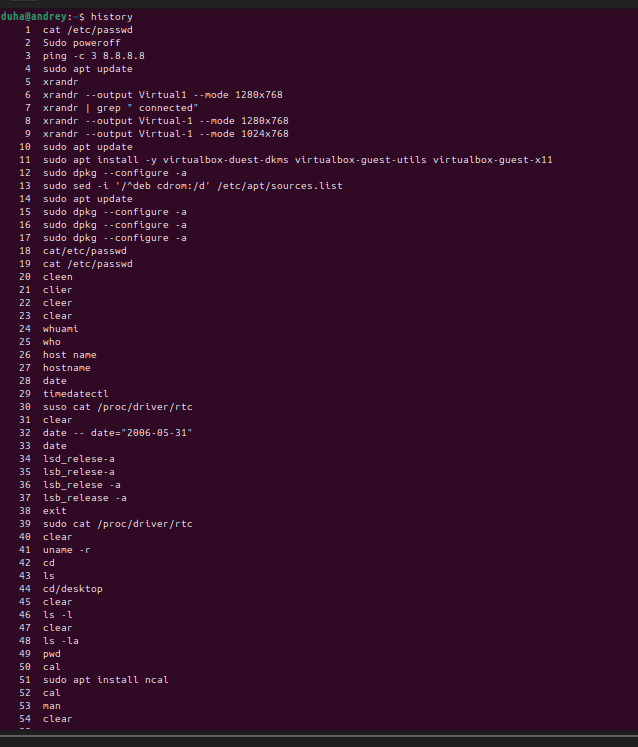 duha@andrey:~$ history
1 cat /etc/passwd
2 Sudo poweroff
3 ping -c 3 8.8.8.8
4 sudo apt update
5 xrandr
6 xrandr --output Virtual1 --mode 1280x768
7 xrandr | grep " connected"
8 xrandr --output Virtual-1 --mode 1280x768
9 xrandr --output Virtual-1 --mode 1024x768
10 sudo apt update
11 sudo apt install -y virtualbox-duest-dkms virtualbox-guest-utils virtualbox-guest-x11
12 sudo dpkg --configure -a
13 sudo sed -i '/^deb cdrom:/d' /etc/apt/sources.list
14 sudo apt update
15 sudo dpkg --configure -a
16 sudo dpkg --configure -a
17 sudo dpkg --configure -a
18 cat/etc/passwd
19 cat /etc/passwd
20 cleen
21 clier
22 cleer
23 clear
24 whuami
25 who
26 host name
27 hostname
28 date
29 timedatectl
30 suso cat /proc/driver/rtc
31 clear
32 date -- date="2006-05-31"
33 date
34 lsd_relese-a
35 lsb_relese-a
36 lsb_relese -a
37 lsb_release -a
38 exit
39 sudo cat /proc/driver/rtc
40 clear
41 uname -r
42 cd
43 ls
44 cd/desktop
45 clear
46 ls -l
47 clear
48 ls -la
49 pwd
50 cal
51 sudo apt install ncal
52 cal
53 man
54 clear